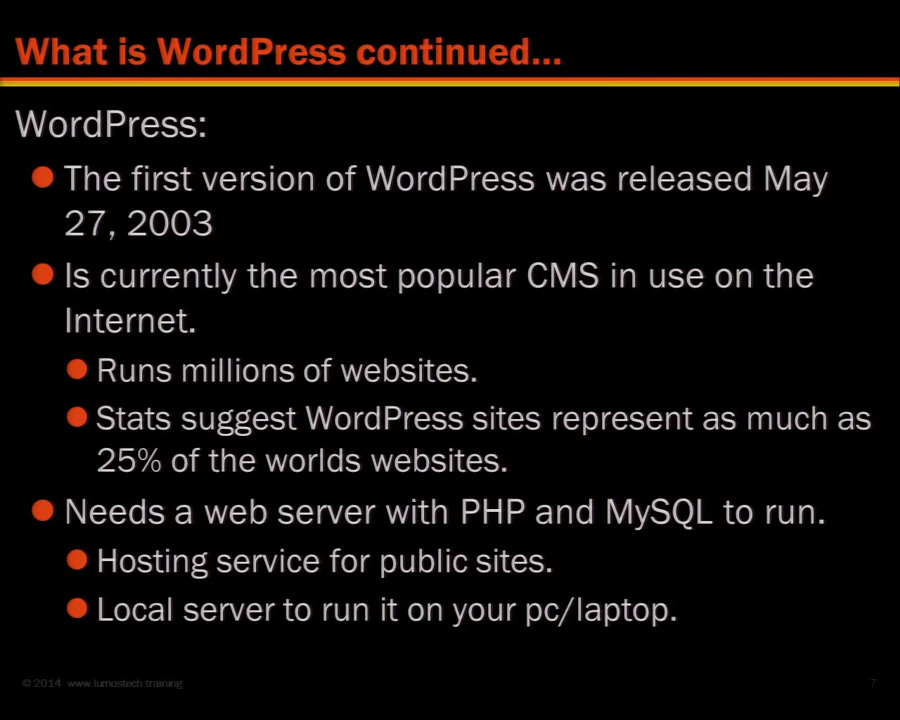 What is WordPress continued...
WordPress:
The first version of WordPress was released May
27, 2003
Is currently the most popular CMS in use on the
Internet.
Runs millions of websites.
Stats suggest WordPress sites represent as much as
25% of the worlds websites.
Needs a web server with PHP and MySQL to run.
Hosting service for public sites.
Local server to run it on your pc/laptop.
© 2014 www.lumostech.training
7